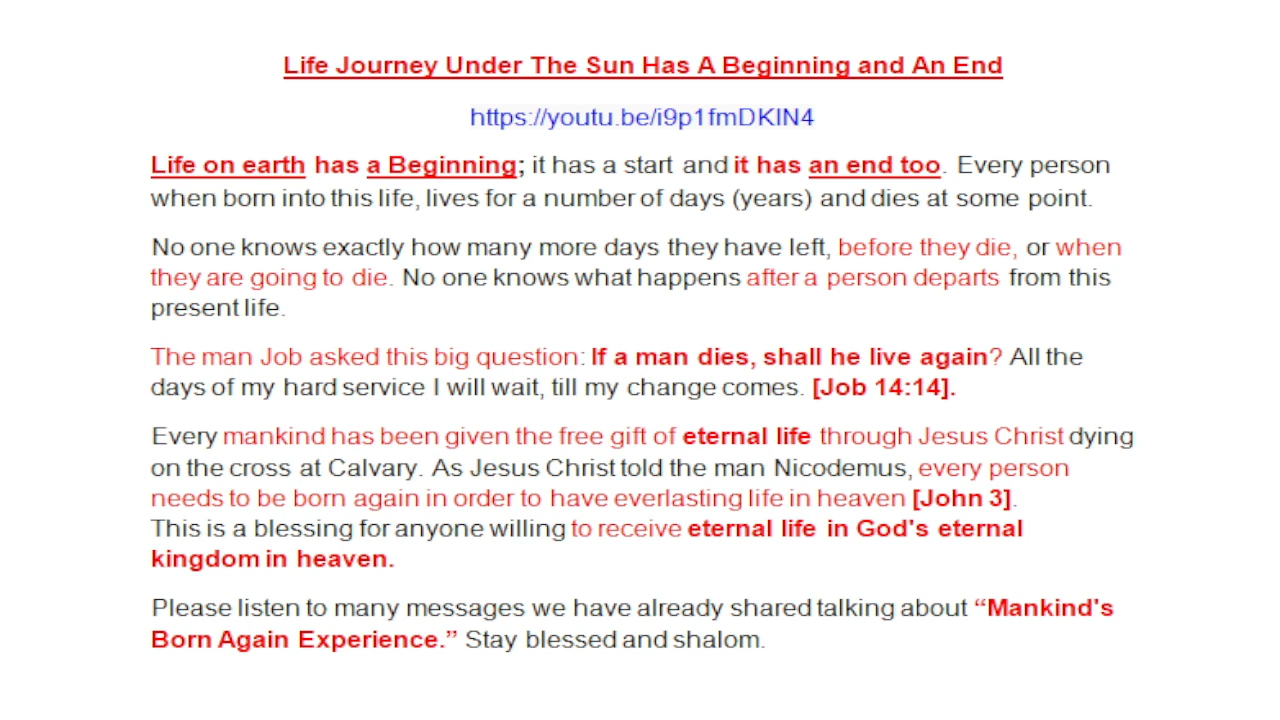 Life Journey Under The Sun Has A Beginning and An End
https://youtu.be/i9p1fmDKIN4
Life on earth has a Beginning; it has a start and it has an end too. Every person
when born into this life, lives for a number of days (years) and dies at some point.
No one knows exactly how many more days they have left, before they die, or when
they are going to die. No one knows what happens after a person departs from this
present life.
The man Job asked this big question: If a man dies, shall he live again? All the
days of my hard service I will wait, till my change comes. [Job 14:14].
Every mankind has been given the free gift of eternal life through Jesus Christ dying
on the cross at Calvary. As Jesus Christ told the man Nicodemus, every person
needs to be born again in order to have everlasting life in heaven [John 3].
This is a blessing for anyone willing to receive eternal life in God's eternal
kingdom in heaven.
Please listen to many messages we have already shared talking about “Mankind's
Born Again Experience.” Stay blessed and shalom.